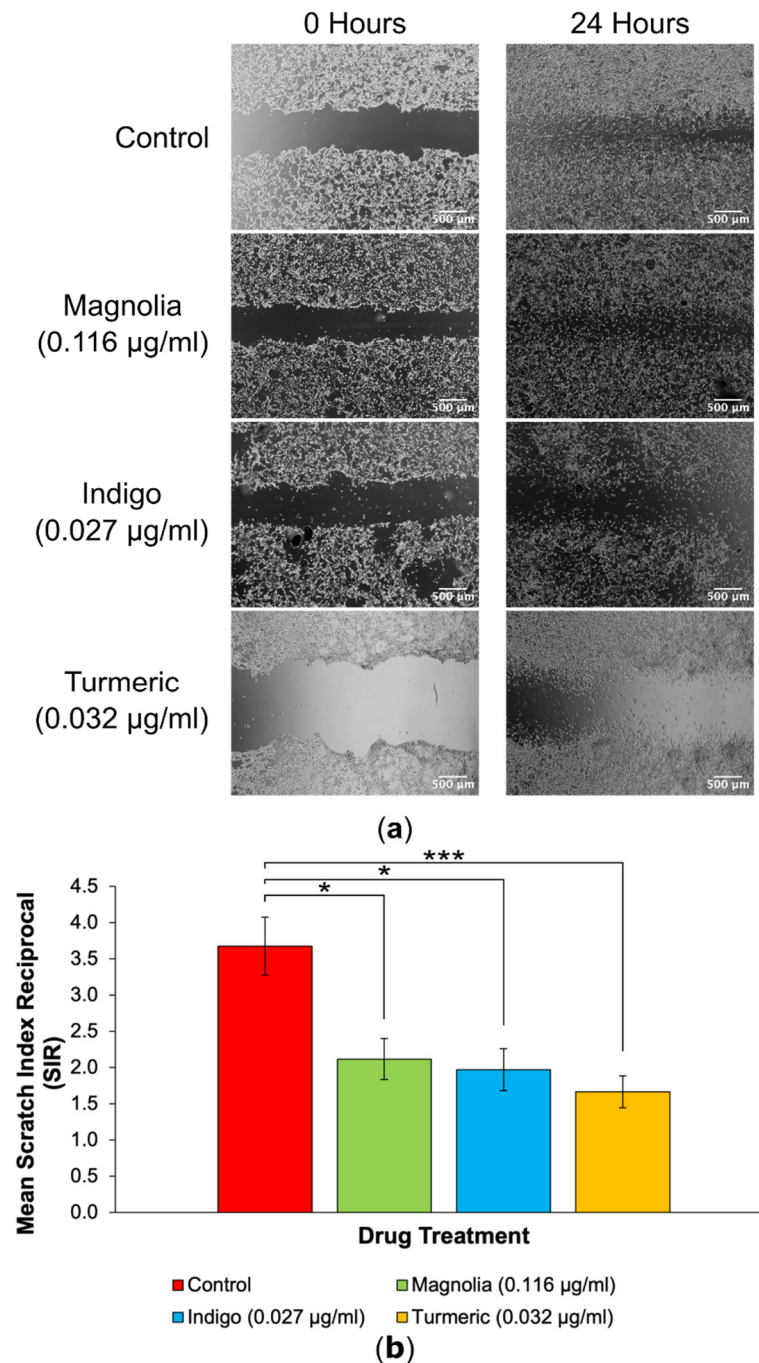 0 Hours 24 Hours
Control
500 µm 500 µm
Magnolia
(0.116 µg/ml)
500 µm 500 µm
Indigo
(0.027 µg/ml)
500 µm 500 µm
Turmeric
(0.032 µg/ml)
500 µm 500 µm
(a)
***
*
*
4.5
4.0
3.5
3.0
2.5
2.0
1.5
1.0
0.5
0.0
Mean Scratch Index Reciprocal
(SIR)
Drug Treatment
Control Magnolia (0.116 µg/ml)
Indigo (0.027 µg/ml) Turmeric (0.032 µg/ml)
(b)